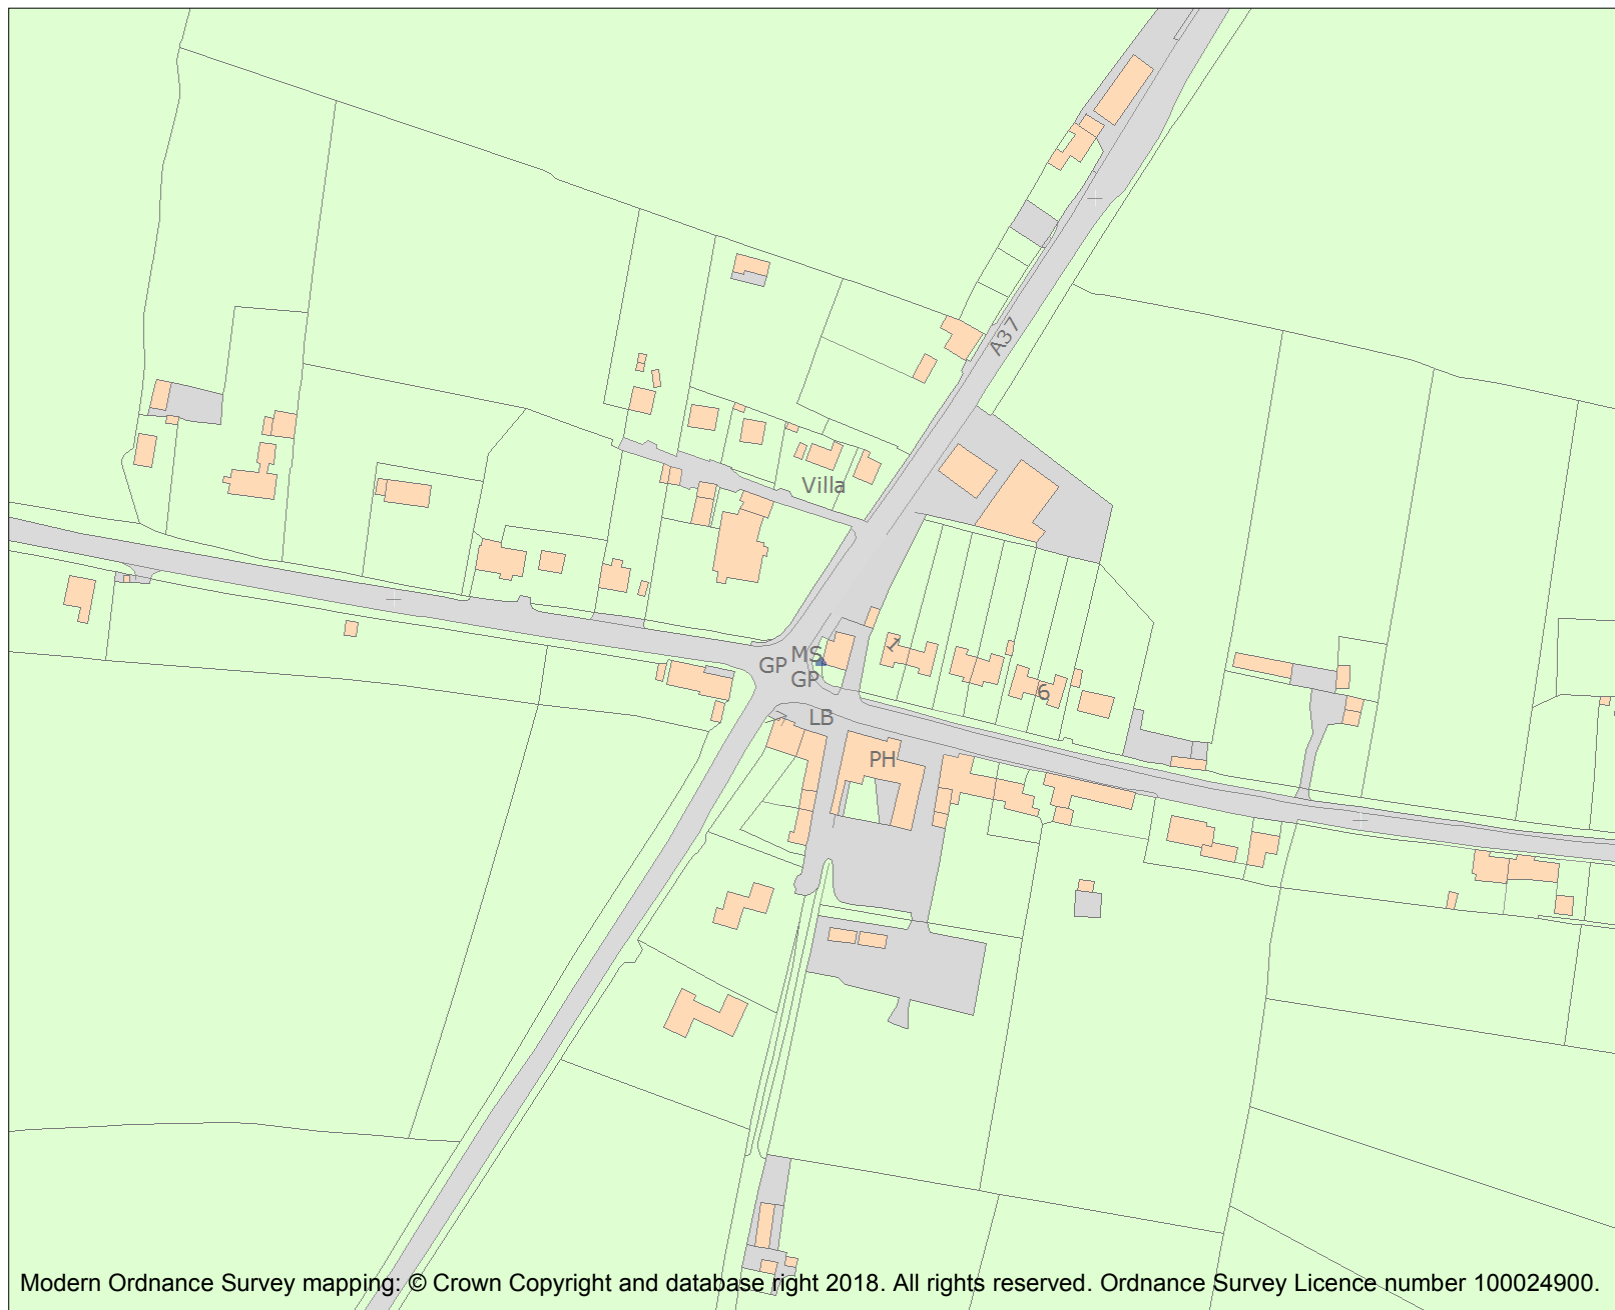 A37
Villa
1
MS
GP
GP
6
LB
PH
Modern Ordnance Survey mapping: © Crown Copyright and database right 2018. All rights reserved. Ordnance Survey Licence number 100024900.